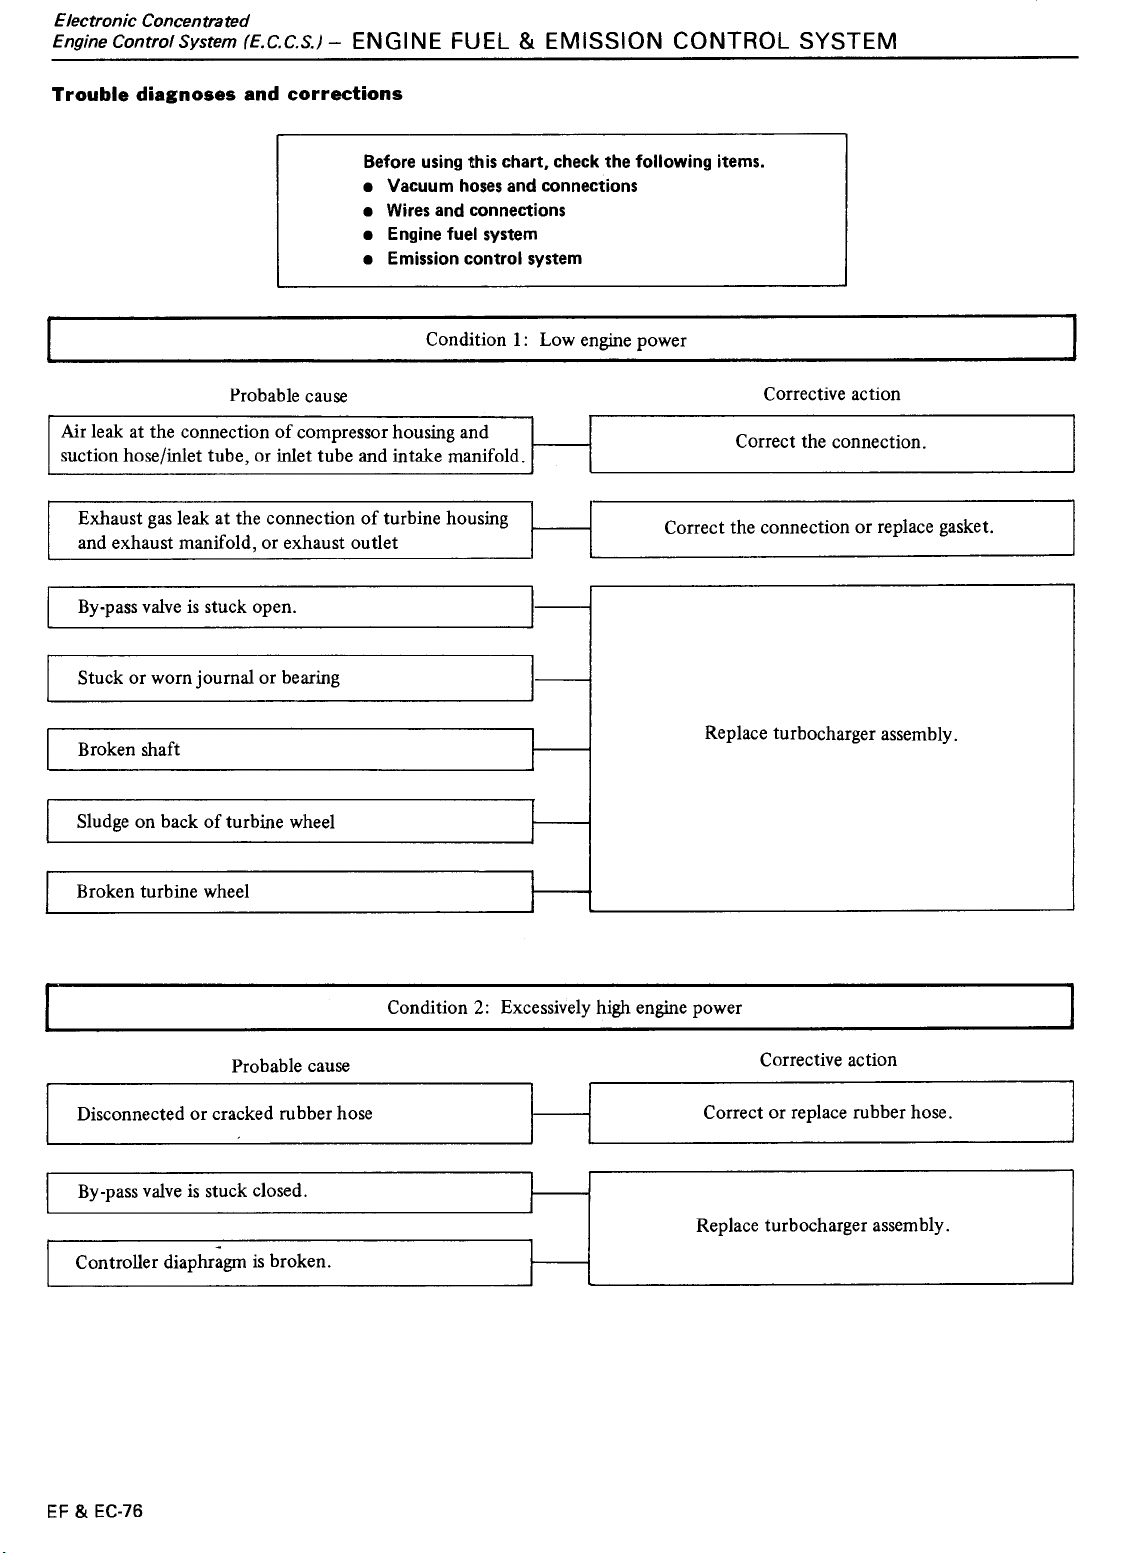 Electronic Concentrated
Engine Control System (E.C.C.S.) – ENGINE FUEL & EMISSION CONTROL SYSTEM
Trouble diagnoses and corrections
Before using this chart, check the following items.
● Vacuum hoses and connections
● Wires and connections
● Engine fuel system
● Emission control system
Condition 1: Low engine power
Probable cause
Corrective action
Air leak at the connection of compressor housing and
suction hose/inlet tube, or inlet tube and intake manifold.
Correct the connection.
Exhaust gas leak at the connection of turbine housing
and exhaust manifold, or exhaust outlet
Correct the connection or replace gasket.
By-pass valve is stuck open.
Stuck or worn journal or bearing
Broken shaft
Sludge on back of turbine wheel
Broken turbine wheel
Replace turbocharger assembly.
Condition 2: Excessively high engine power
Probable cause
Corrective action
Disconnected or cracked rubber hose
Correct or replace rubber hose.
By-pass valve is stuck closed.
Controller diaphragm is broken.
Replace turbocharger assembly.
EF & EC-76